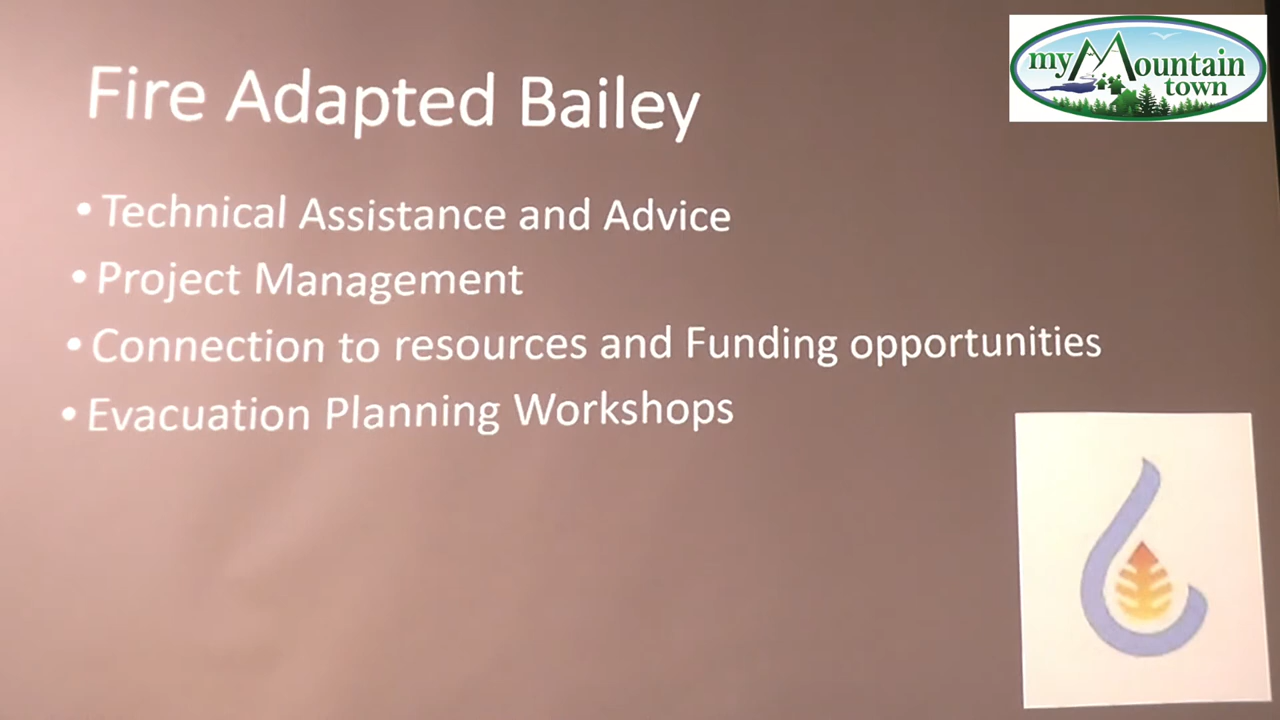 Fire Adapted Bailey
my Mountain
town
• Technical Assistance and Advice
• Project Management
• Connection to resources and Funding opportunities
• Evacuation Planning Workshops